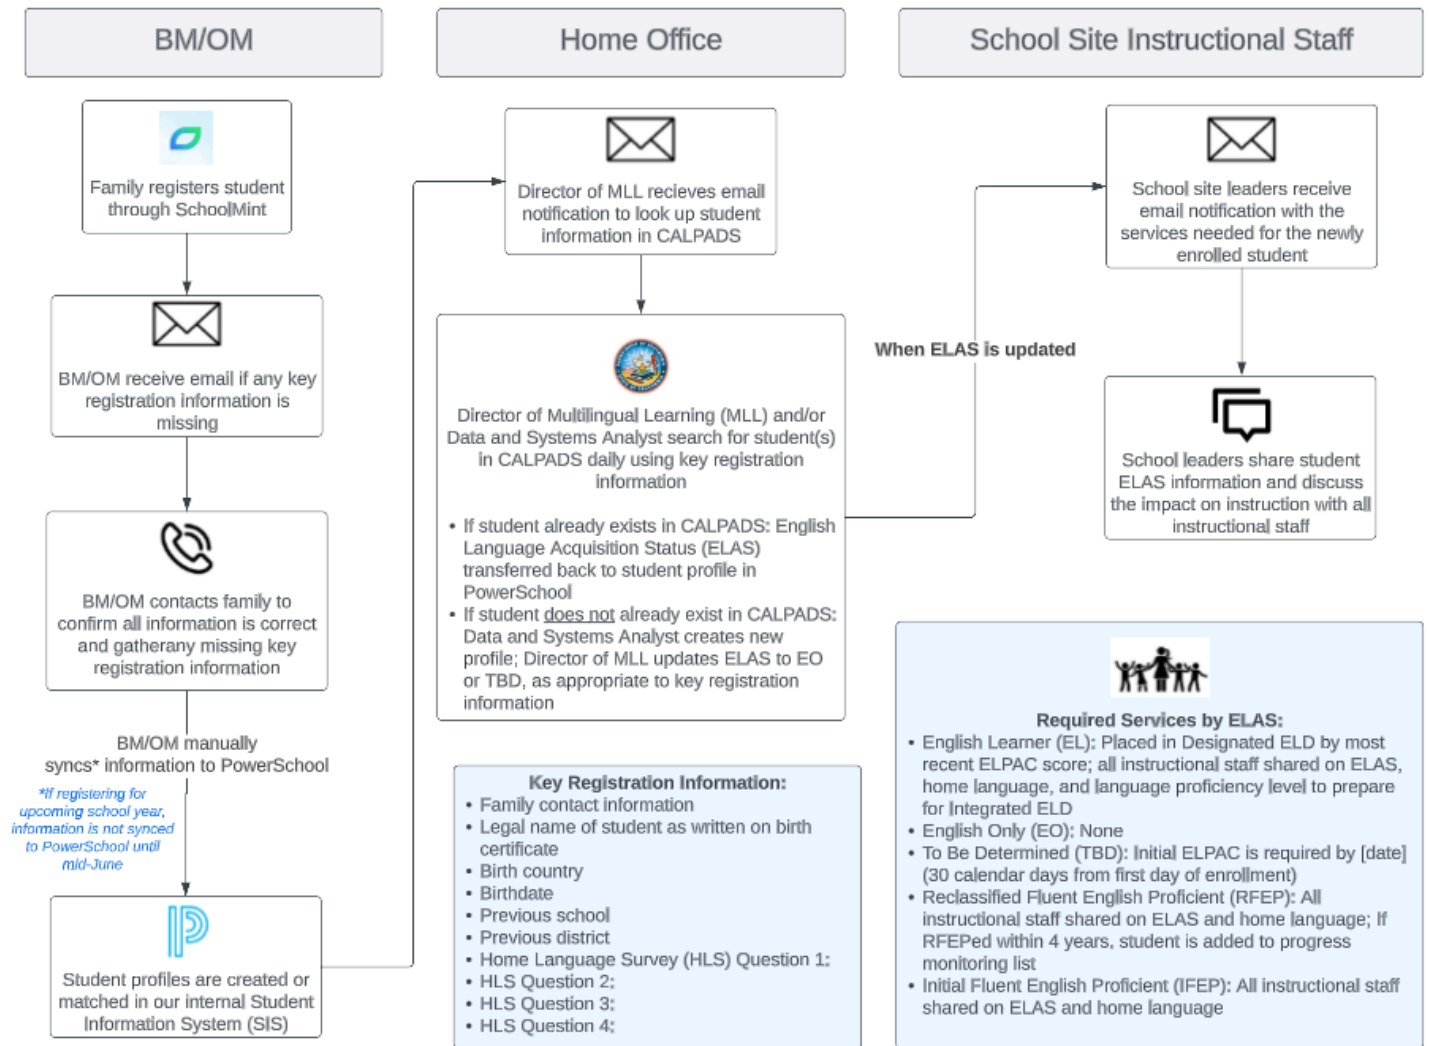 BM/OM
Family registers student
through SchoolMint
BM/OM receive email if any key
registration information is
missing
BM/OM contacts family to
confirm all information is correct
and gatherany missing key
registration information
BM/OM manually
syncs* information to PowerSchool
*If registering for
upcoming school year,
information is not synced
to PowerSchool until
mid-June
Student profiles are created or
matched in our internal Student
Information System (SIS)
Home Office
Director of MLL recieves email
notification to look up student
information in CALPADS
Director of Multilingual Learning (MLL) and/or
Data and Systems Analyst search for student(s)
in CALPADS daily using key registration
information
• If student already exists in CALPADS: English
Language Acquisition Status (ELAS)
transferred back to student profile in
PowerSchool
• If student does not already exist in CALPADS:
Data and Systems Analyst creates new
profile; Director of MLL updates ELAS to EO
or TBD, as appropriate to key registration
information
Key Registration Information:
• Family contact information
• Legal name of student as written on birth
certificate
• Birth country
• Birthdate
• Previous school
• Previous district
• Home Language Survey (HLS) Question 1:
• HLS Question 2:
• HLS Question 3:
• HLS Question 4:
When ELAS is updated
School Site Instructional Staff
School site leaders receive
email notification with the
services needed for the newly
enrolled student
School leaders share student
ELAS information and discuss
the impact on instruction with all
instructional staff
Required Services by ELAS:
• English Learner (EL): Placed in Designated ELD by most
recent ELPAC score; all instructional staff shared on ELAS,
home language, and language proficiency level to prepare
for Integrated ELD
• English Only (EO): None
• To Be Determined (TBD): Initial ELPAC is required by [date]
(30 calendar days from first day of enrollment)
• Reclassified Fluent English Proficient (RFEP): All
instructional staff shared on ELAS and home language; If
RFEPed within 4 years, student is added to progress
monitoring list
• Initial Fluent English Proficient (IFEP): All instructional staff
shared on ELAS and home language